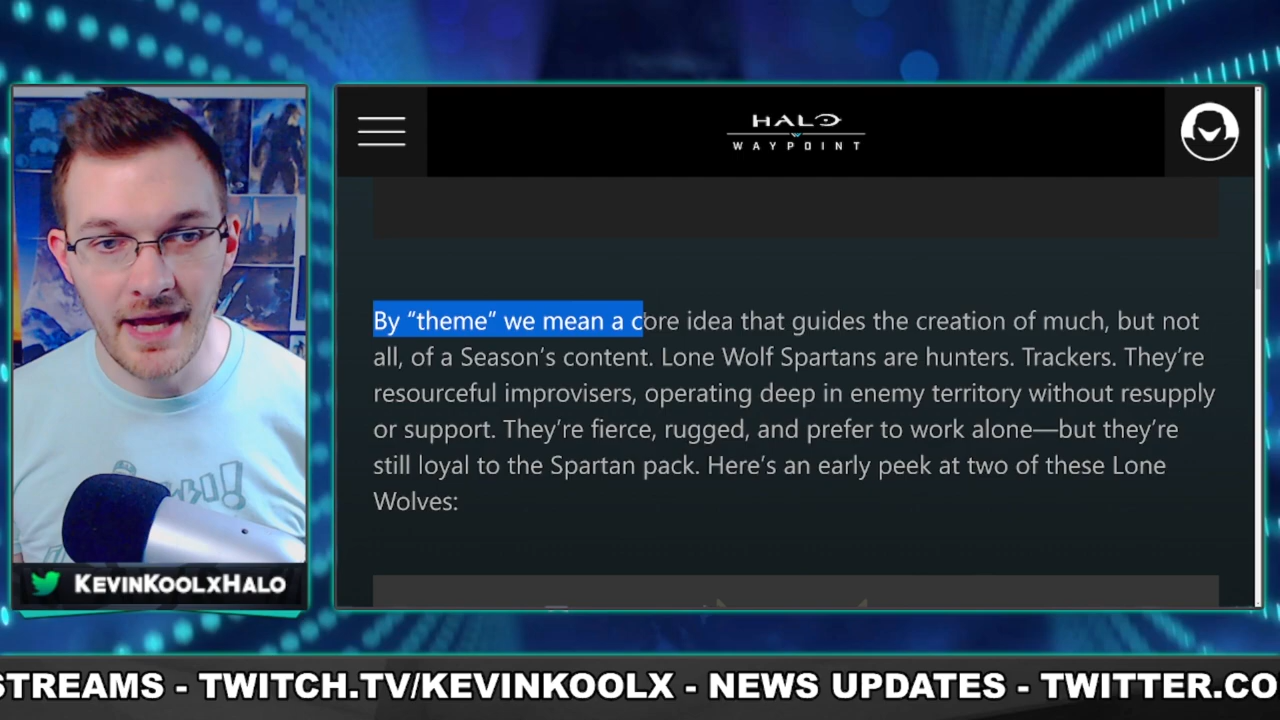 HALO
WAYPOINT
By “theme” we mean a core idea that guides the creation of much, but not
all, of a Season’s content. Lone Wolf Spartans are hunters. Trackers. They’re
resourceful improvisers, operating deep in enemy territory without resupply
or support. They’re fierce, rugged, and prefer to work alone—but they’re
still loyal to the Spartan pack. Here’s an early peek at two of these Lone
Wolves:
KEVINKOOLXHALO
STREAMS - TWITCH.TV/KEVINKOOLX - NEWS UPDATES - TWITTER.CO